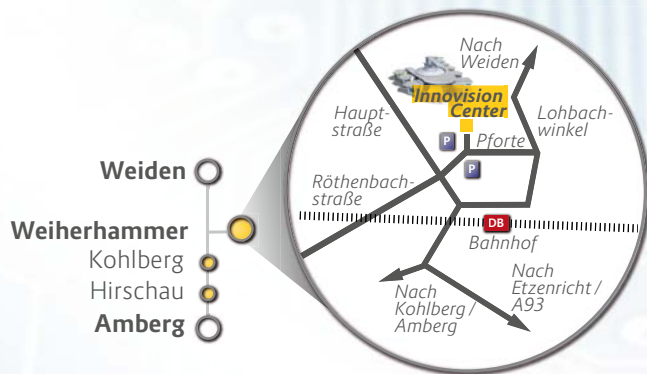 Weiden
Weiherhammer
Kohlberg
Hirschau
Amberg
Nach
Weiden
Innovision
Center
Haupt-
straße
Lohbach-
winkel
P
Pforte
P
Röthenbach-
straße
DB
Bahnhof
Nach
Kohlberg /
Amberg
Nach
Etzenricht /
A93